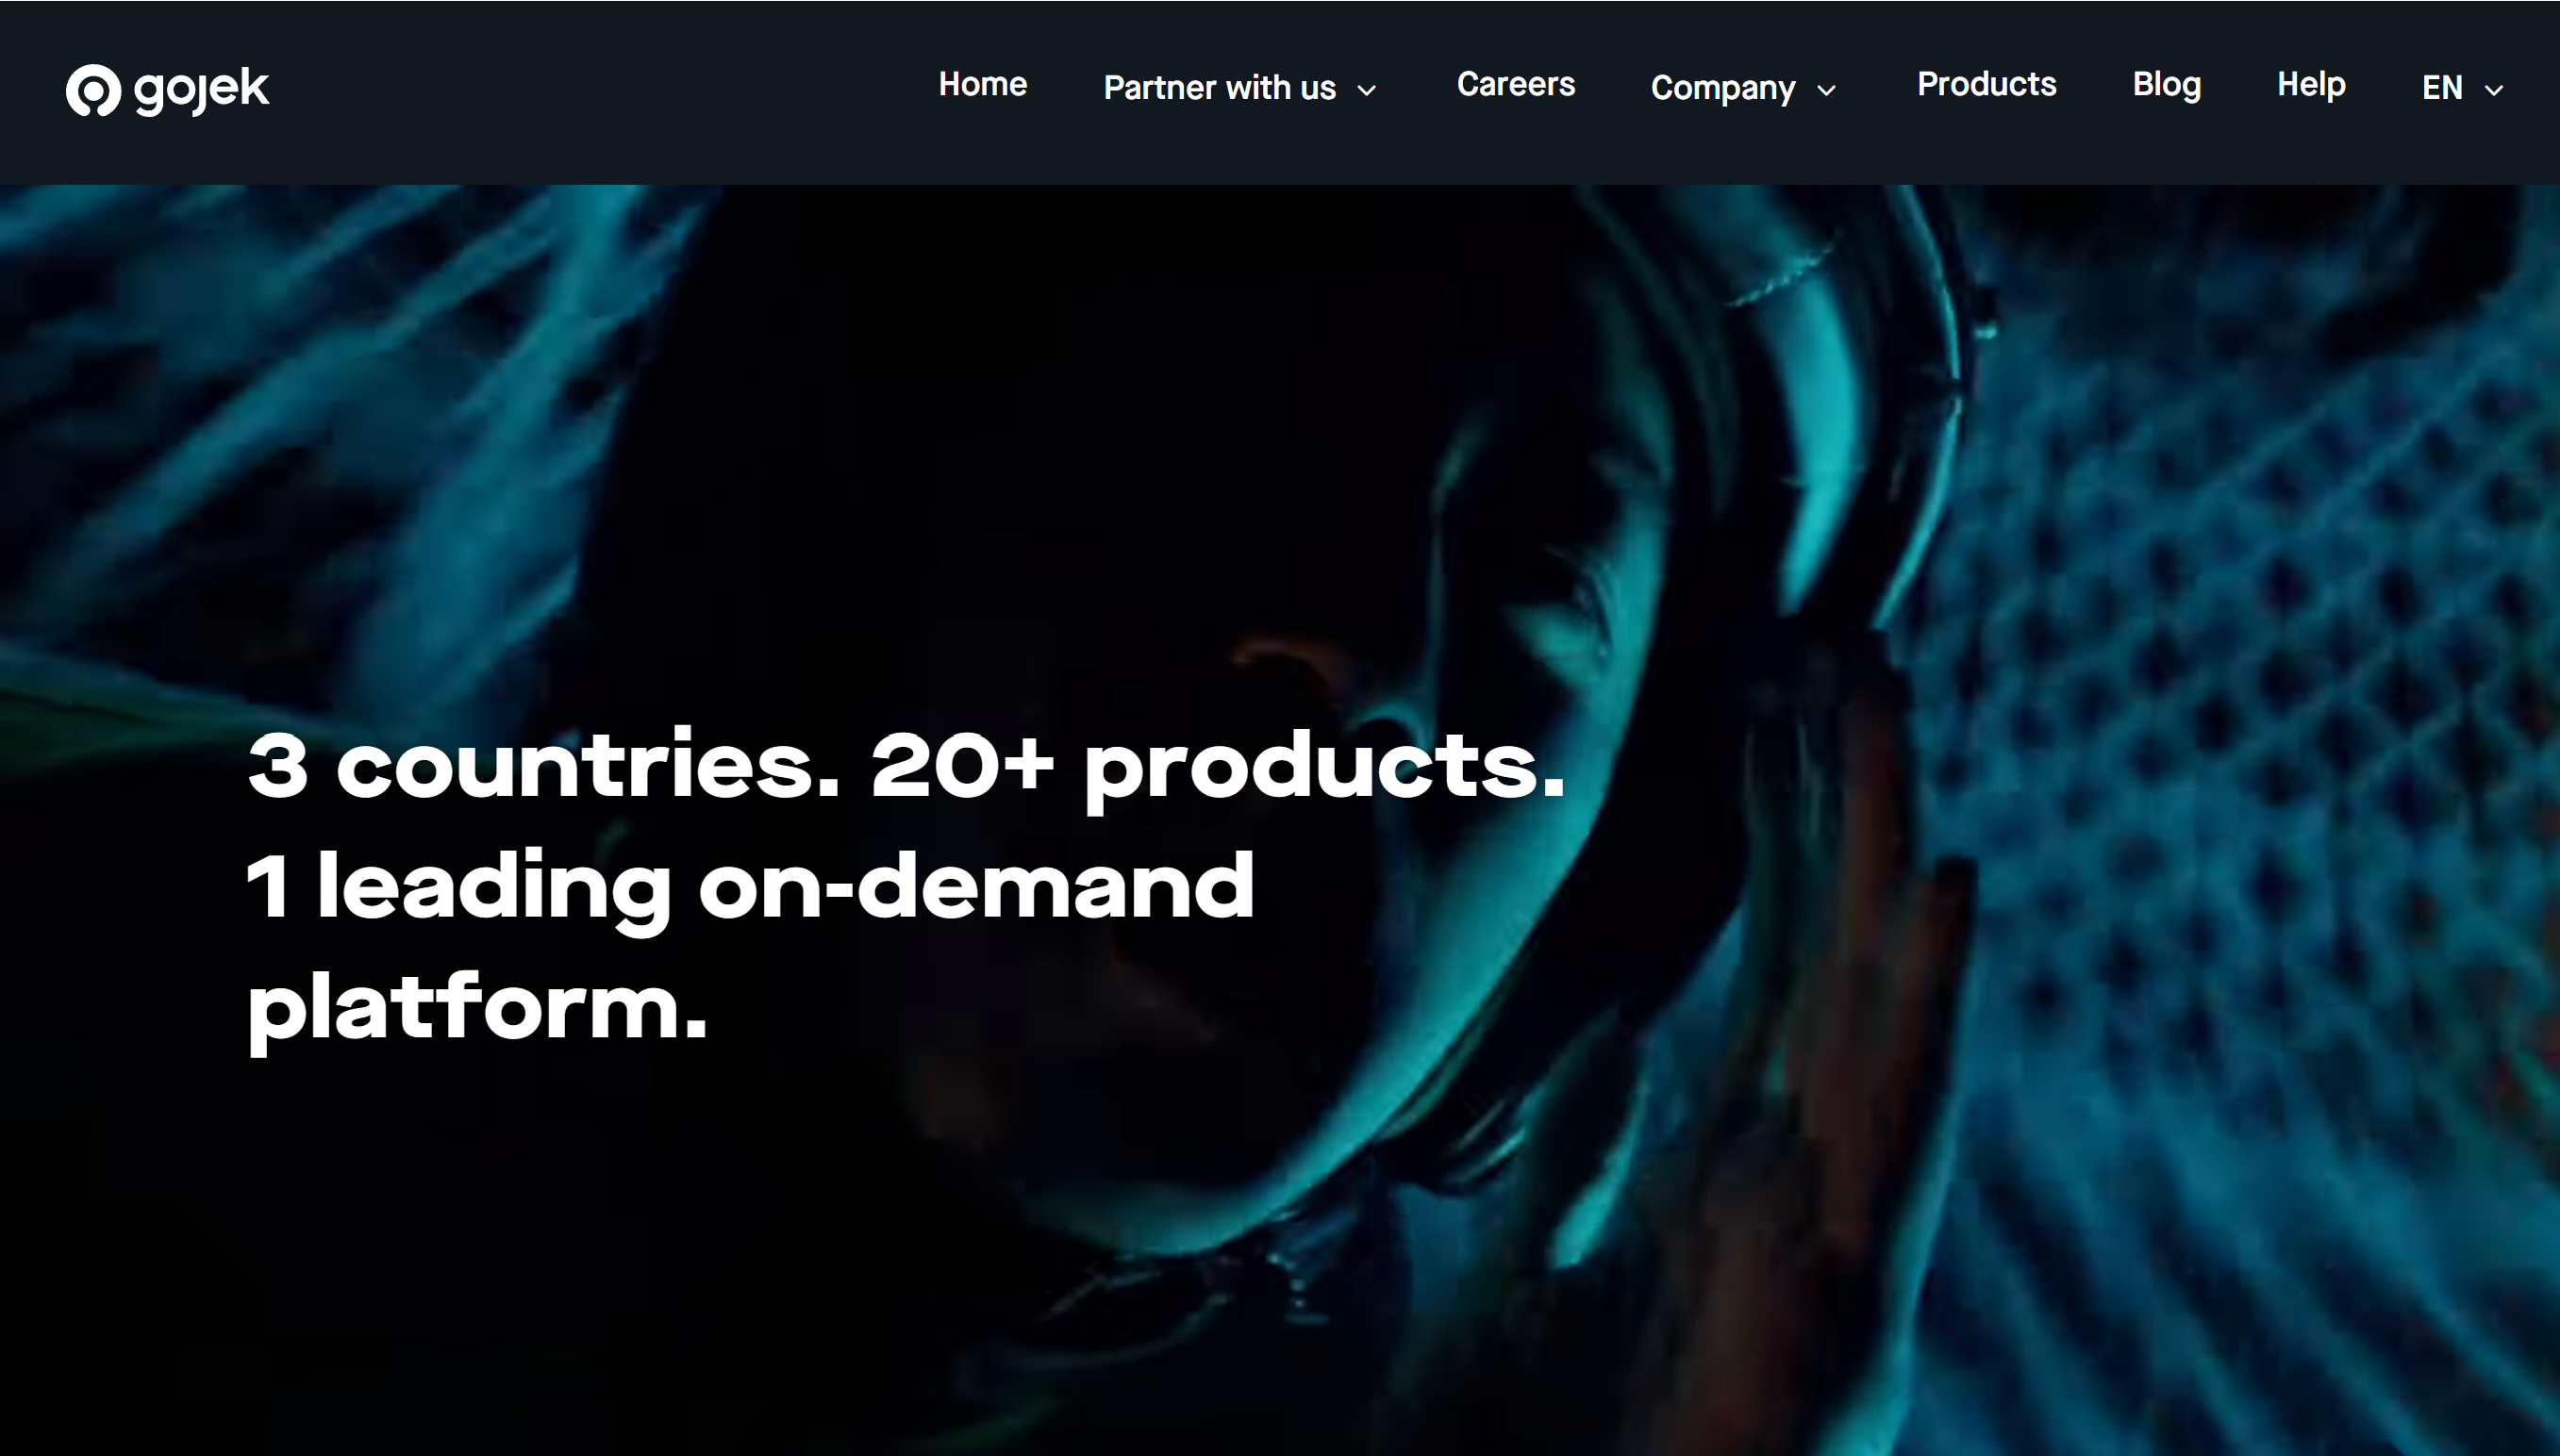 gojek
Home Partner with us Careers Company Products Blog Help EN
3 countries. 20+ products.
1 leading on-demand
platform.